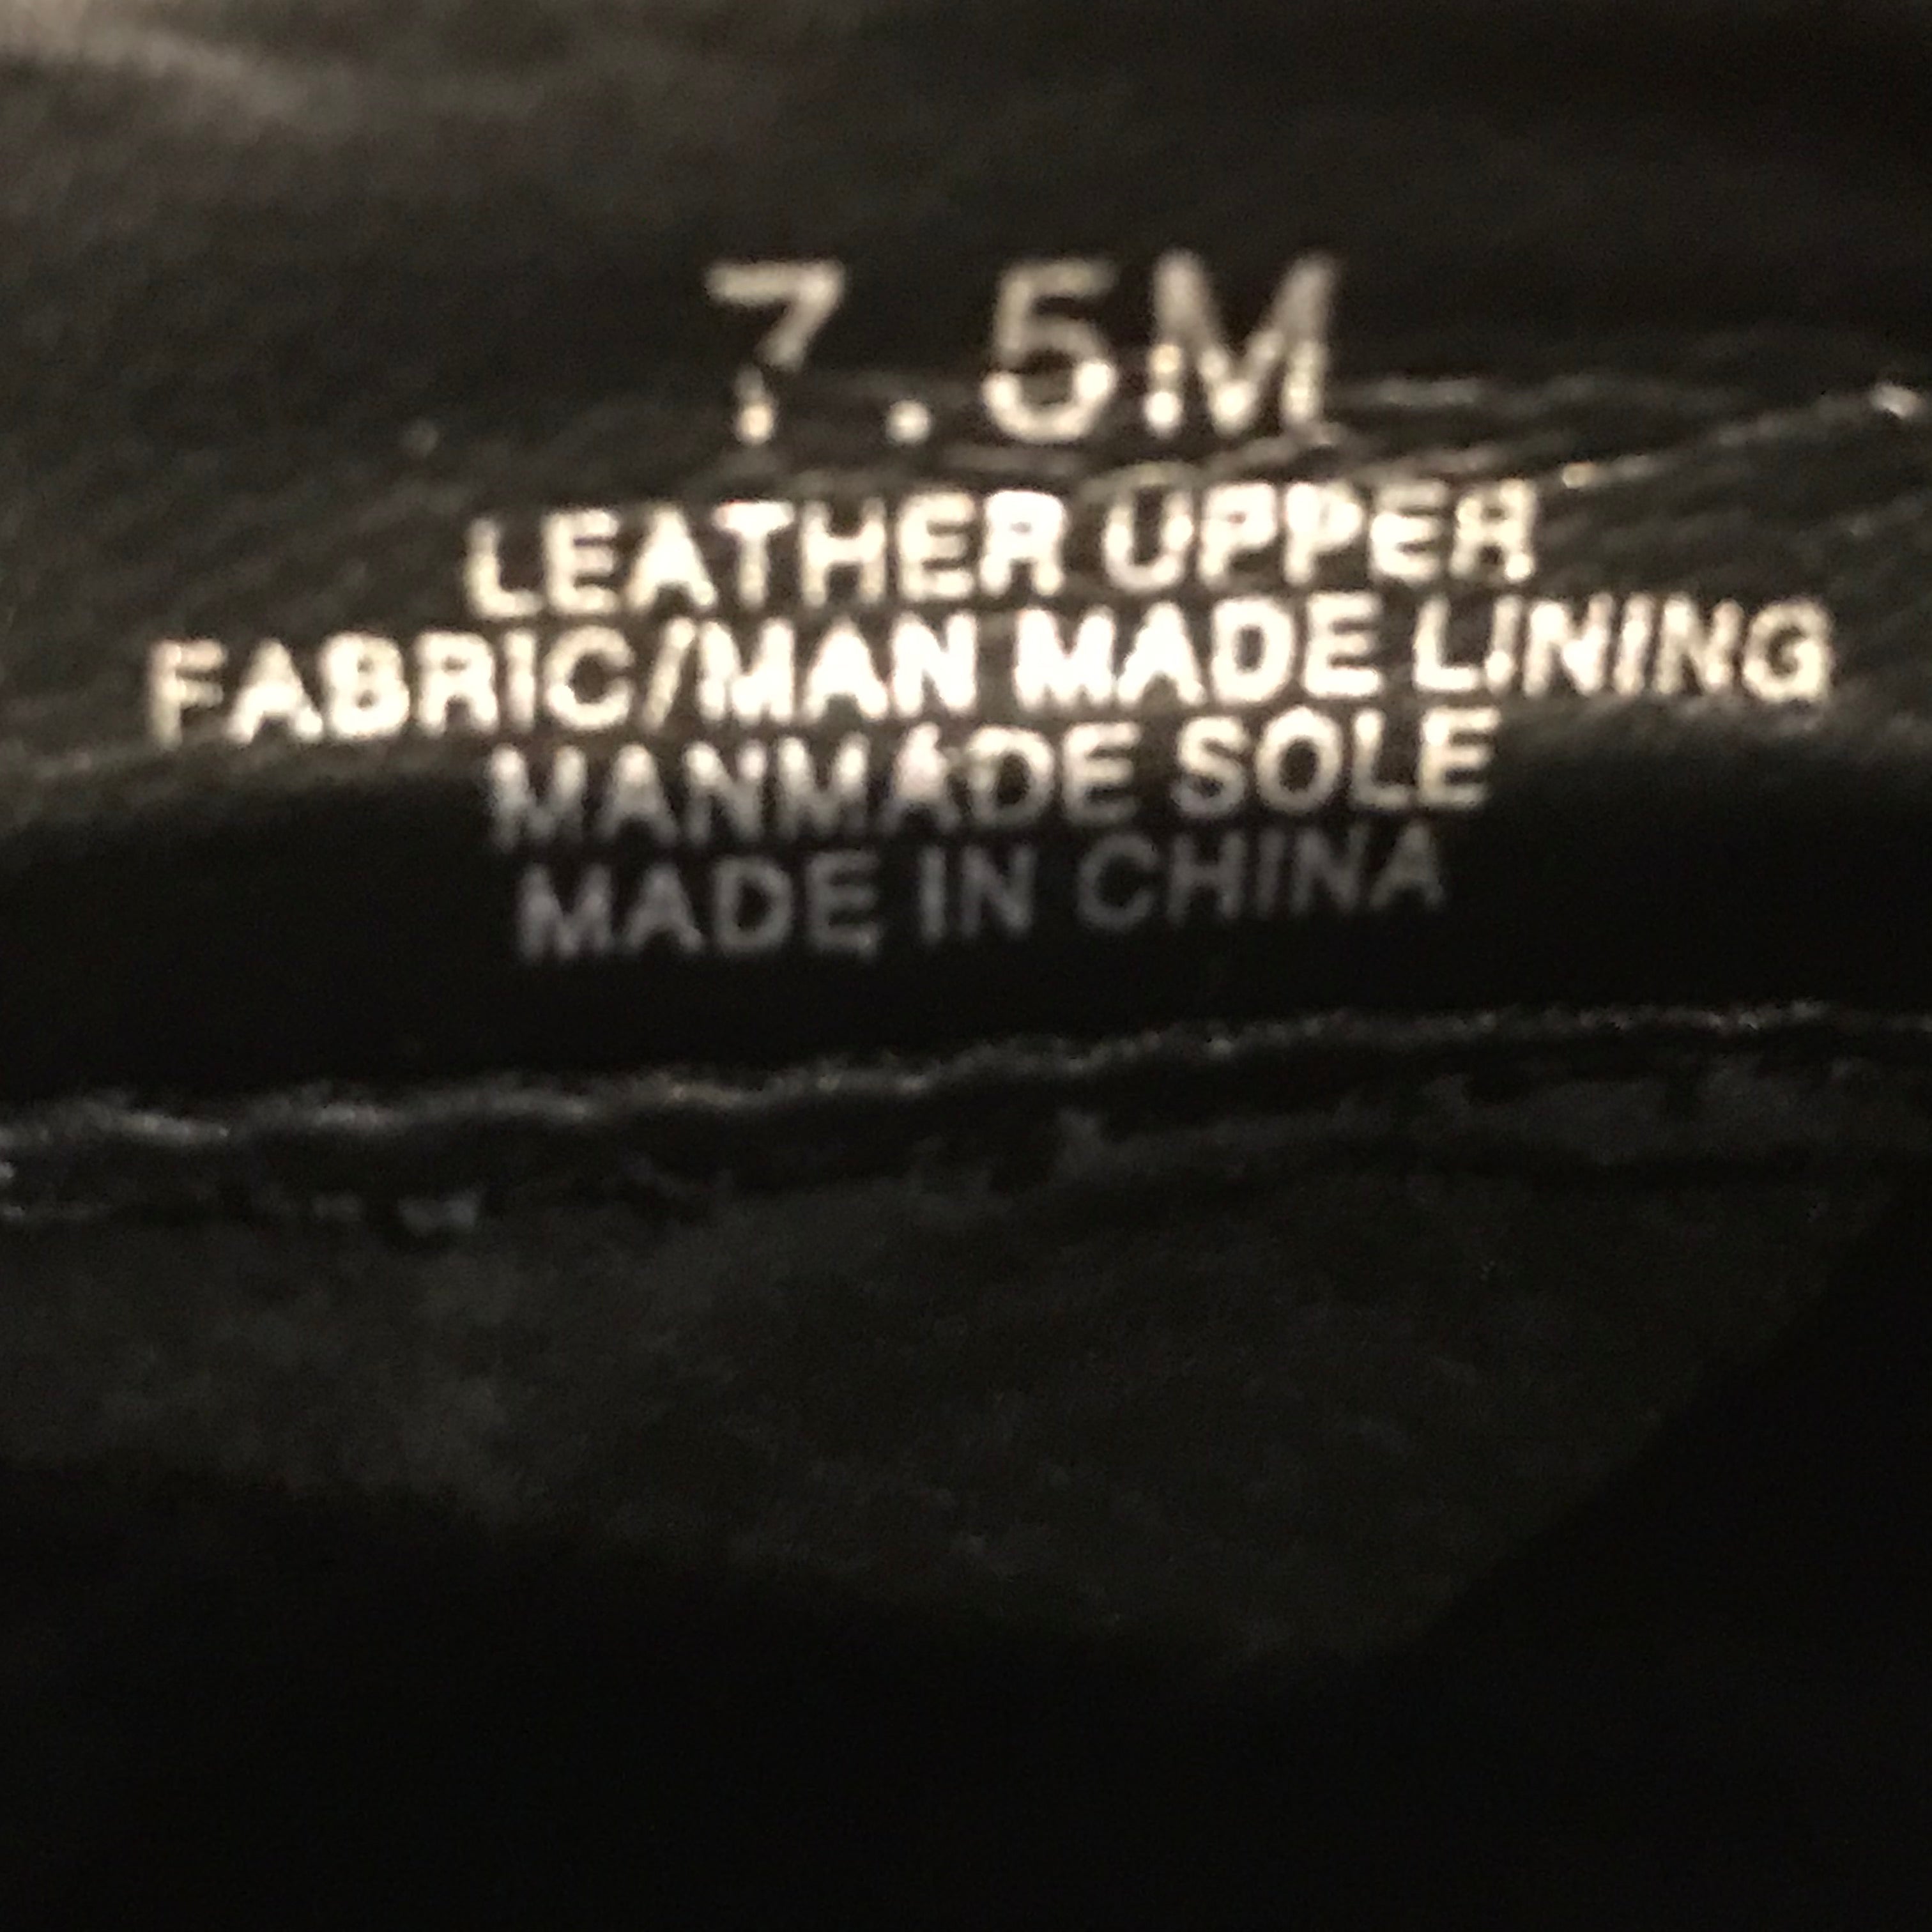 7.5M
LEATHER UPPER
FABRIC/MAN MADE LINING
MANMADE SOLE
MADE IN CHINA